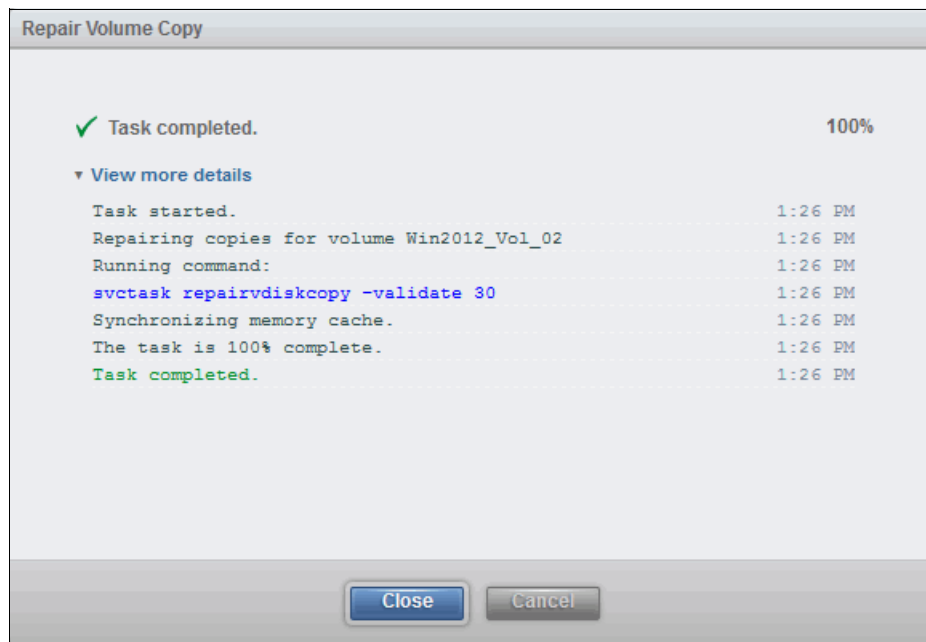 Repair Volume Copy
Task completed. 100%
View more details
Task started. 1:26 PM
Repairing copies for volume Win2012_Vol_02 1:26 PM
Running command: 1:26 PM
svctask repairvdiskcopy -validate 30 1:26 PM
Synchronizing memory cache. 1:26 PM
The task is 100% complete. 1:26 PM
Task completed. 1:26 PM
Close Cancel